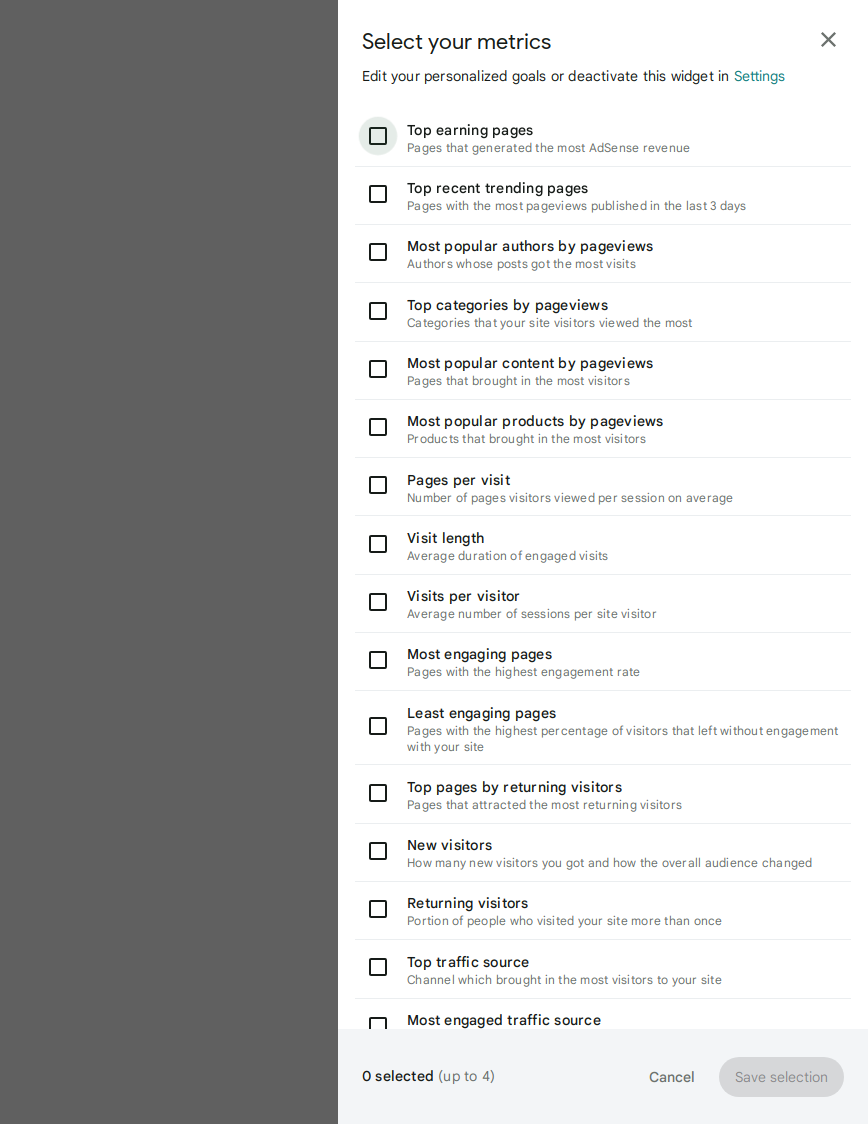 Select your metrics
Edit your personalized goals or deactivate this widget in Settings
Top earning pages
Pages that generated the most AdSense revenue
Top recent trending pages
Pages with the most pageviews published in the last 3 days
Most popular authors by pageviews
Authors whose posts got the most visits
Top categories by pageviews
Categories that your site visitors viewed the most
Most popular content by pageviews
Pages that brought in the most visitors
Most popular products by pageviews
Products that brought in the most visitors
Pages per visit
Number of pages visitors viewed per session on average
Visit length
Average duration of engaged visits
Visits per visitor
Average number of sessions per site visitor
Most engaging pages
Pages with the highest engagement rate
Least engaging pages
Pages with the highest percentage of visitors that left without engagement
with your site
Top pages by returning visitors
Pages that attracted the most returning visitors
New visitors
How many new visitors you got and how the overall audience changed
Returning visitors
Portion of people who visited your site more than once
Top traffic source
Channel which brought in the most visitors to your site
Most engaged traffic source
0 selected (up to 4)
Cancel
Save selection